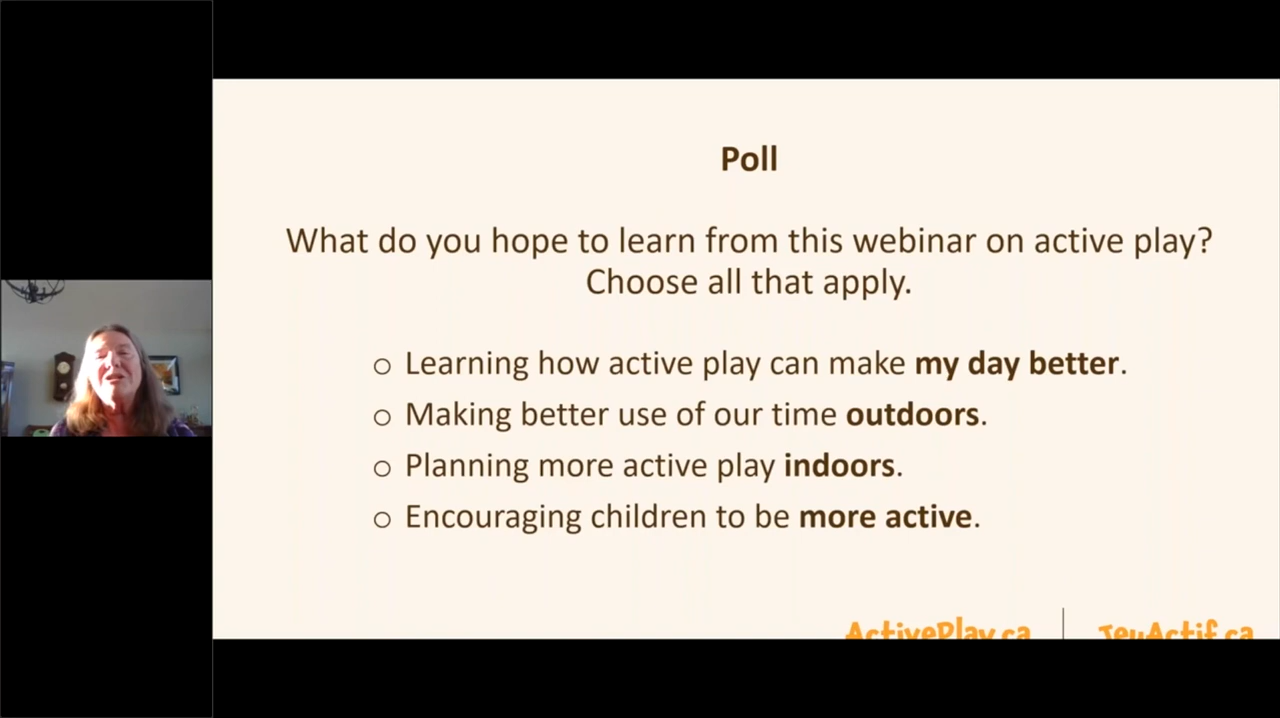 Poll
What do you hope to learn from this webinar on active play?
Choose all that apply.
○ Learning how active play can make my day better.
○ Making better use of our time outdoors.
○ Planning more active play indoors.
○ Encouraging children to be more active.
ActivePlay.ca | JeuActif.ca